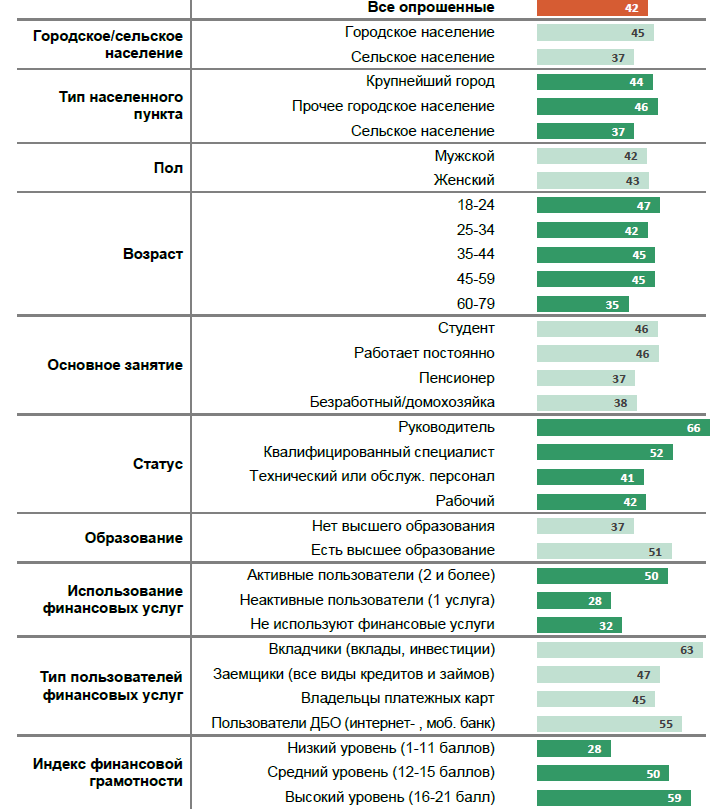 Все опрошенные 42
Городское/сельское население
Городское население 45
Сельское население 37
Тип населенного пункта
Крупнейший город 44
Прочее городское население 46
Сельское население 37
Пол
Мужской 42
Женский 43
Возраст
18-24 47
25-34 42
35-44 45
45-59 45
60-79 35
Основное занятие
Студент 46
Работает постоянно 46
Пенсионер 37
Безработный/домохозяйка 38
Статус
Руководитель 66
Квалифицированный специалист 52
Технический или обслуж. персонал 41
Рабочий 42
Образование
Нет высшего образования 37
Есть высшее образование 51
Использование финансовых услуг
Активные пользователи (2 и более) 50
Неактивные пользователи (1 услуга) 28
Не используют финансовые услуги 32
Тип пользователей финансовых услуг
Вкладчики (вклады, инвестиции) 63
Заемщики (все виды кредитов и займов) 47
Владельцы платежных карт 45
Пользователи ДБО (интернет- , моб. банк) 55
Индекс финансовой грамотности
Низкий уровень (1-11 баллов) 28
Средний уровень (12-15 баллов) 50
Высокий уровень (16-21 балл) 59